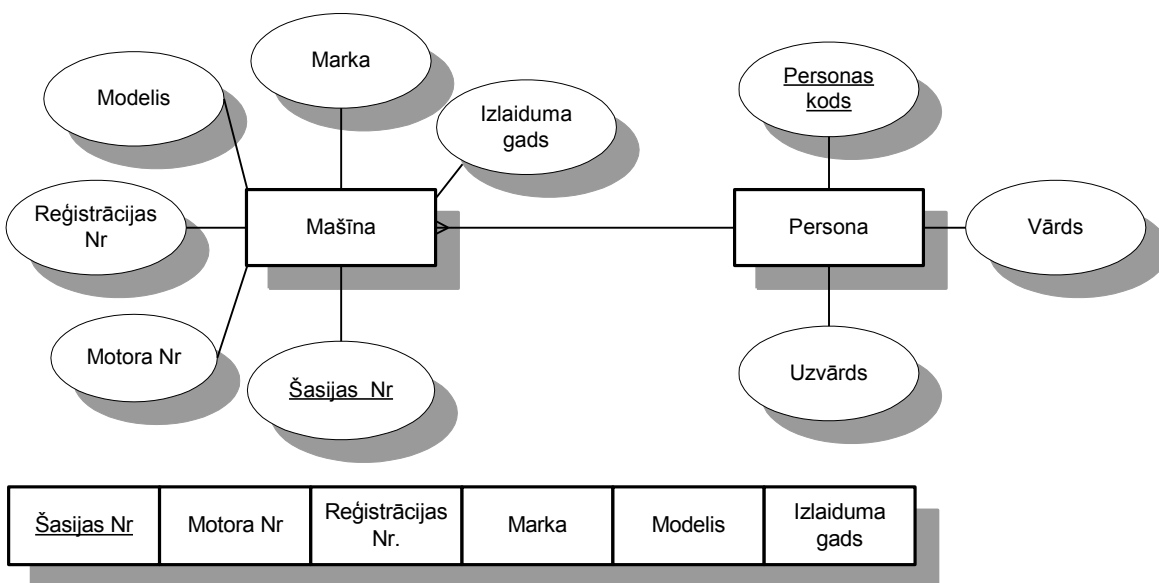 Marka
Modelis
Izlaiduma
gads
Personas
kods
Reģistrācijas
Nr
Mašīna
Persona
Vārds
Motora Nr
Šasijas Nr
Uzvārds
Šasijas Nr
Motora Nr
Reģistrācijas
Nr.
Marka
Modelis
Izlaiduma
gads